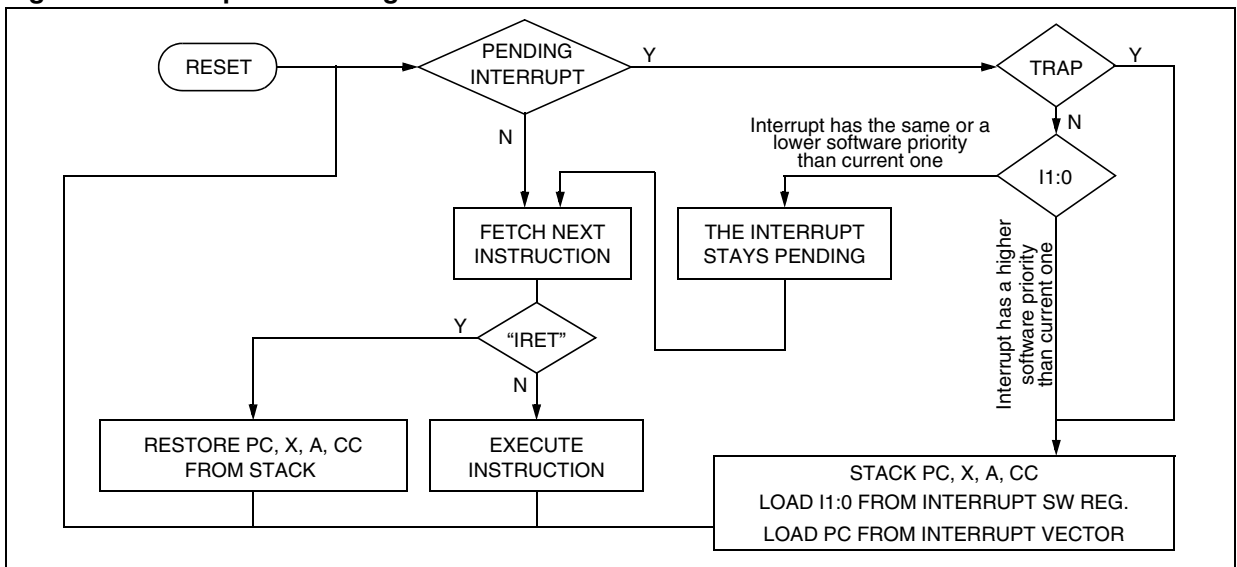 RESET
PENDING
INTERRUPT
Y
TRAP
Y
N
N
Interrupt has the same or a
lower software priority
than current one
I1:0
FETCH NEXT
INSTRUCTION
THE INTERRUPT
STAYS PENDING
Interrupt has a higher
software priority
than current one
Y
“IRET”
N
RESTORE PC, X, A, CC
FROM STACK
EXECUTE
INSTRUCTION
STACK PC, X, A, CC
LOAD I1:0 FROM INTERRUPT SW REG.
LOAD PC FROM INTERRUPT VECTOR